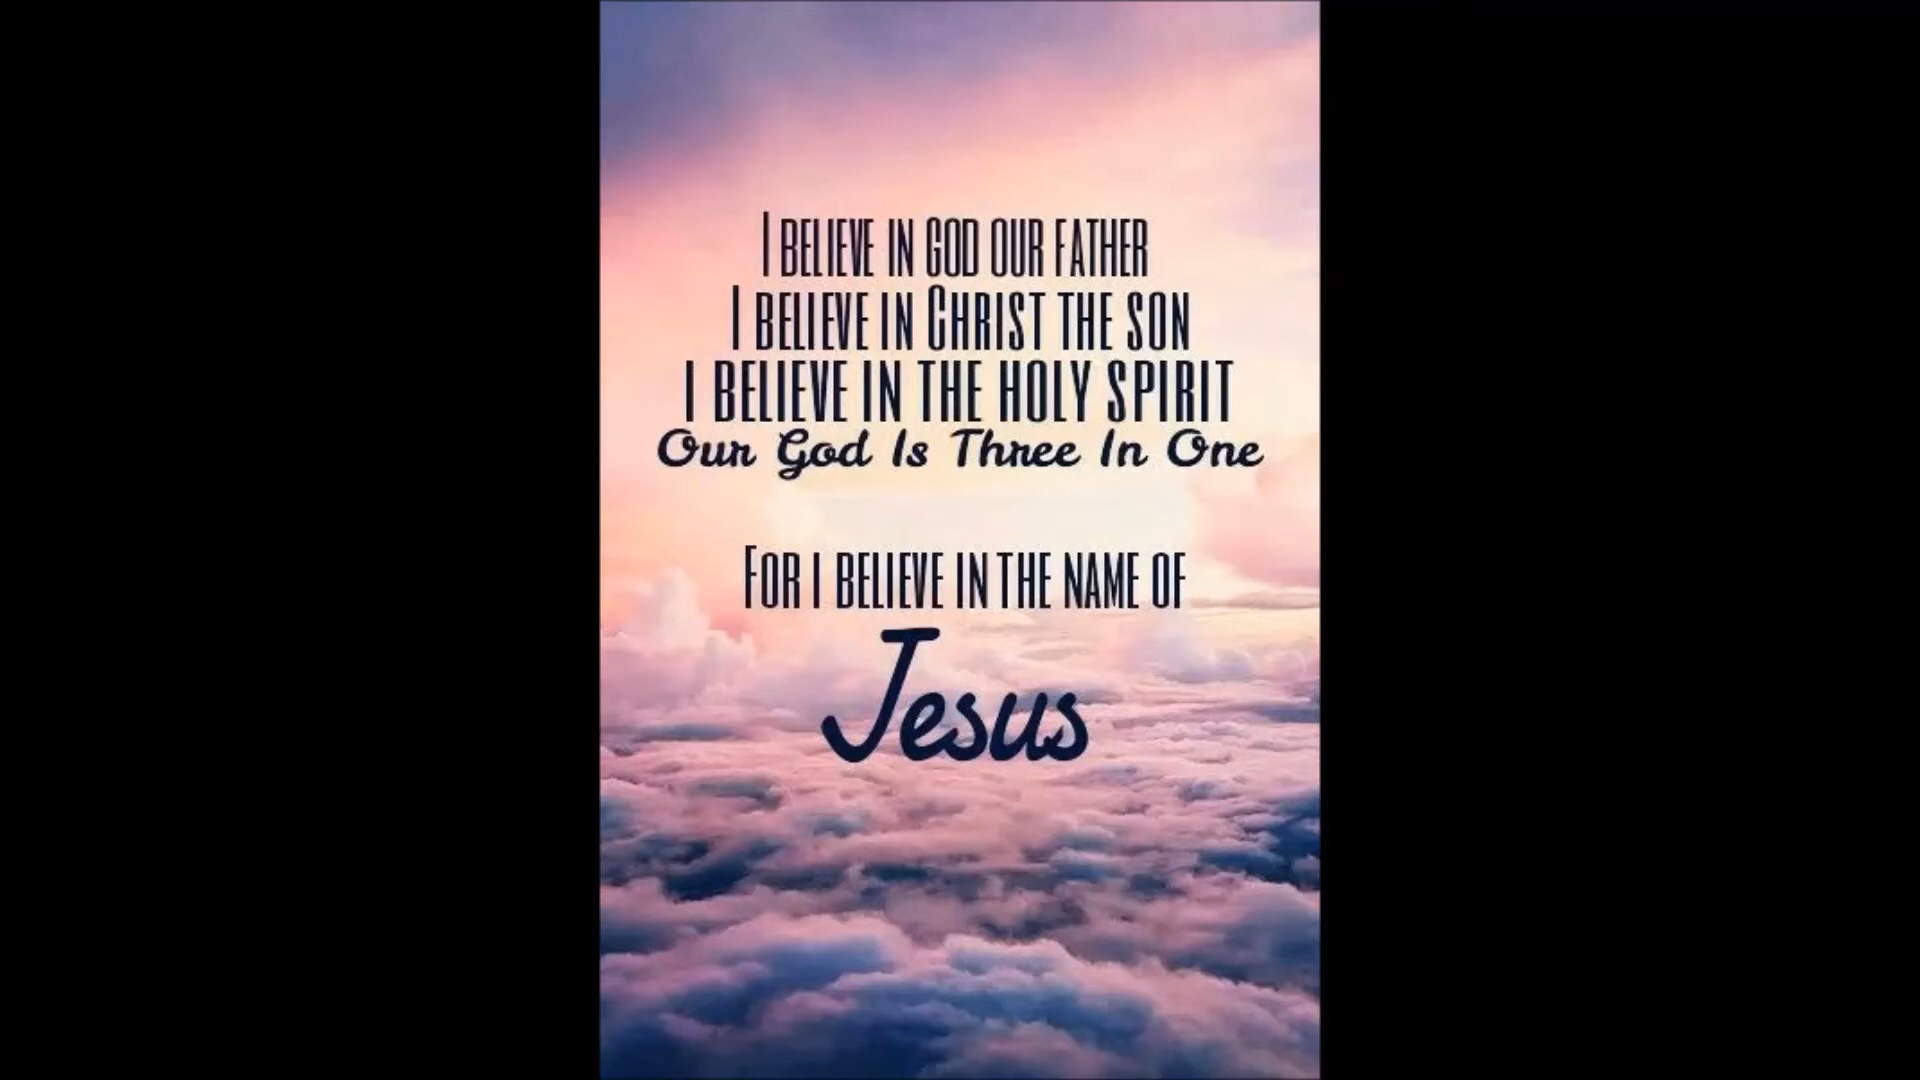 I BELIEVE IN GOD OUR FATHER
I BELIEVE IN CHRIST THE SON
I BELIEVE IN THE HOLY SPIRIT
Our God Is Three In One
FOR I BELIEVE IN THE NAME OF
Jesus